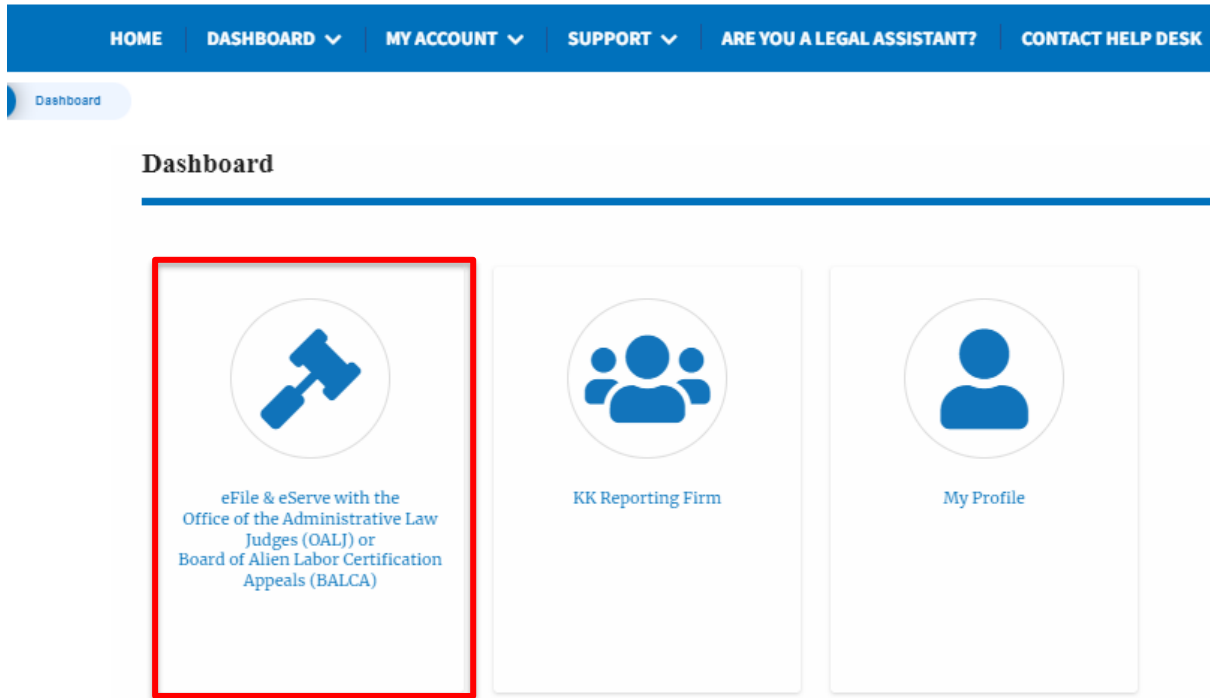 HOME DASHBOARD MY ACCOUNT SUPPORT ARE YOU A LEGAL ASSISTANT? CONTACT HELP DESK
Dashboard
Dashboard
eFile & eServe with the
Office of the Administrative Law
Judges (OALJ) or
Board of Alien Labor Certification
Appeals (BALCA)
KK Reporting Firm
My Profile